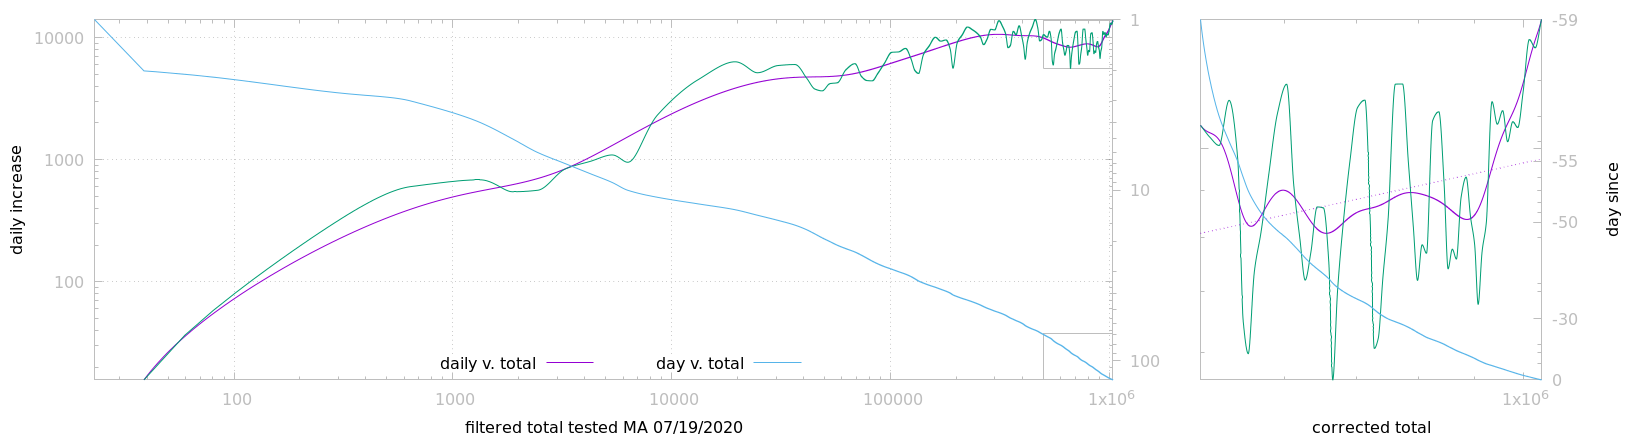 daily increase
10000
1000
100
100
1000
10000
100000
1x10^6
1
10
100
daily v. total
day v. total
filtered total tested MA 07/19/2020
-59
-55
-50
-30
0
day since
1x10^6
corrected total